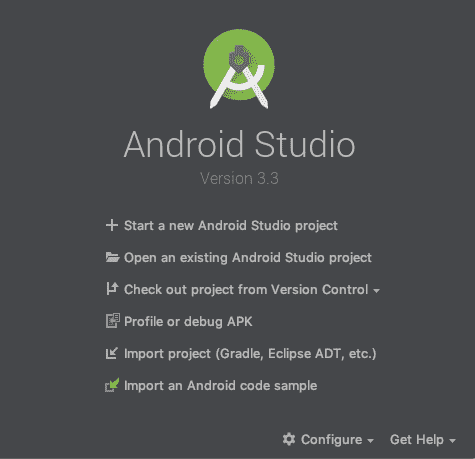 Android Studio
Version 3.3
Start a new Android Studio project
Open an existing Android Studio project
Check out project from Version Control
Profile or debug APK
Import project (Gradle, Eclipse ADT, etc.)
Import an Android code sample
Configure Get Help